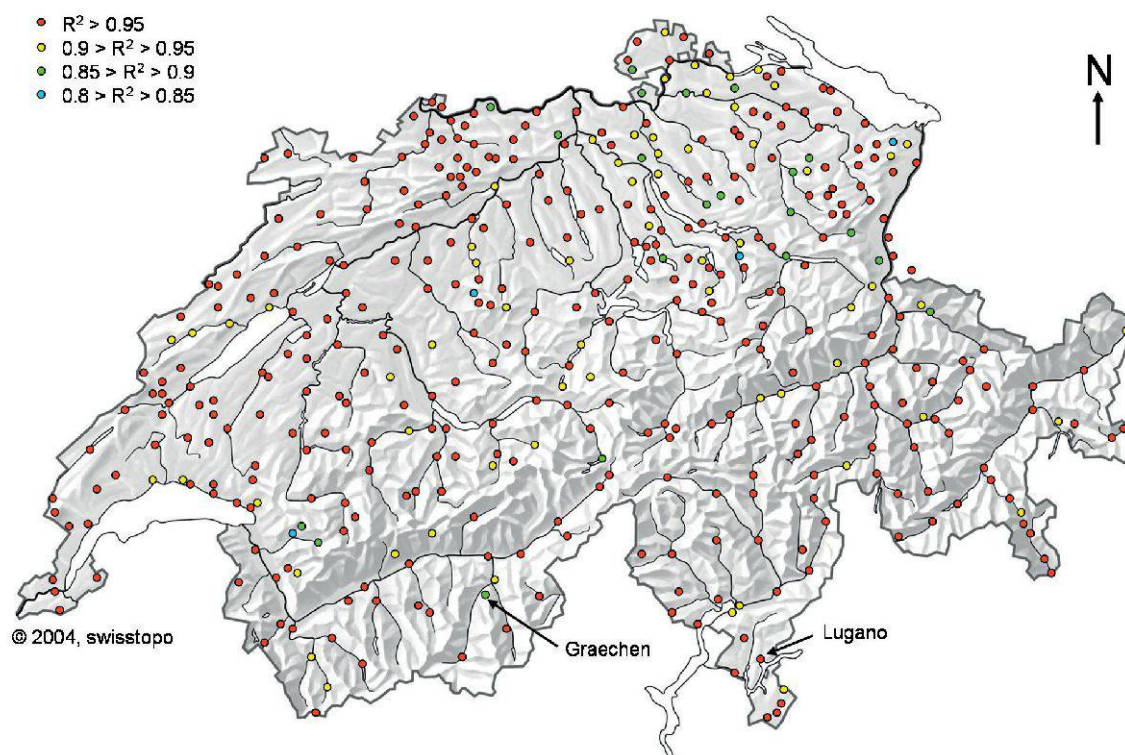 R² > 0.95
0.9 > R² > 0.95
0.85 > R² > 0.9
0.8 > R² > 0.85
N
© 2004, swisstopo
Graechen
Lugano